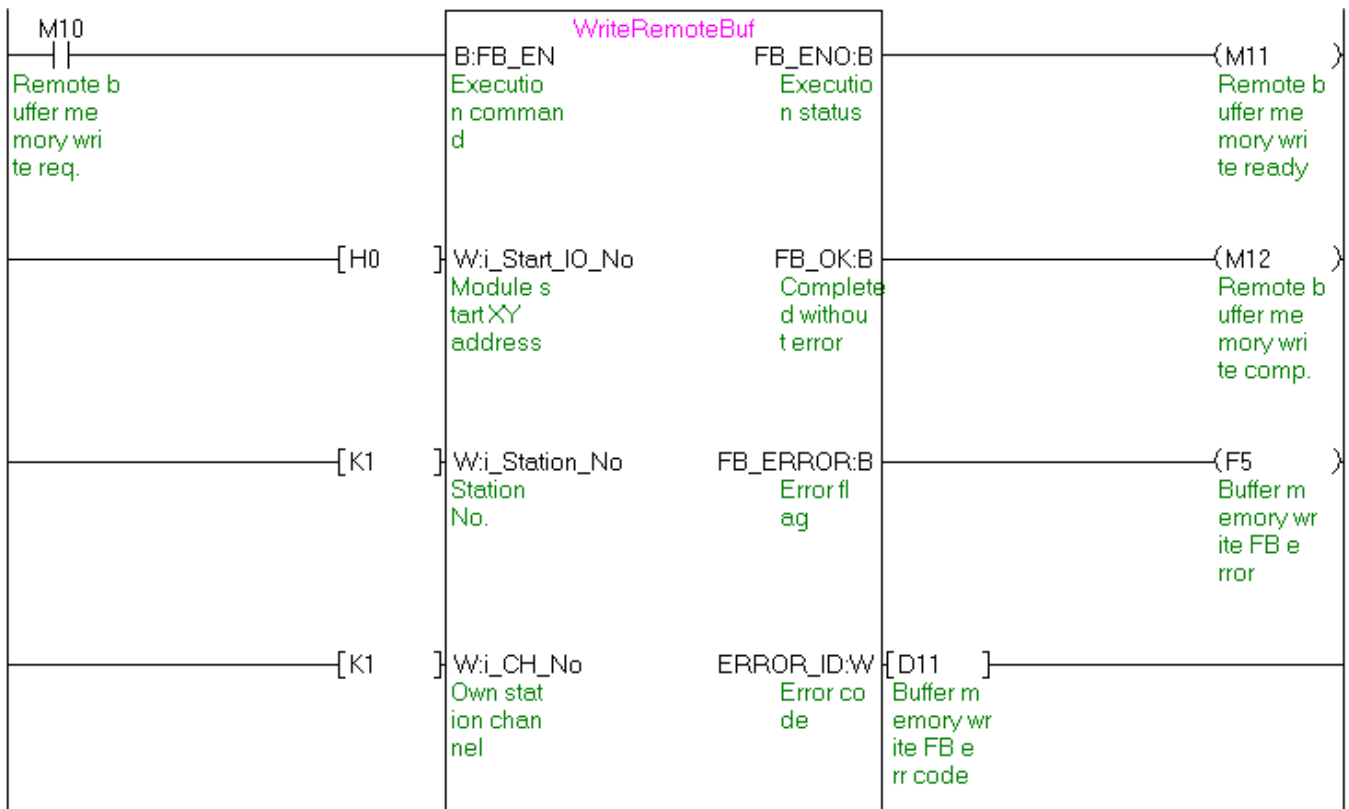 WriteRemoteBuf
M10
B:FB_EN
FB_ENO:B
M11
Remote b
uffer me
mory wri
te req.
Executio
n comman
d
Executio
n status
Remote b
uffer me
mory wri
te ready
H0
W:i_Start_IO_No
FB_OK:B
M12
Module s
tart XY
address
Complete
d withou
t error
Remote b
uffer me
mory wri
te comp.
K1
W:i_Station_No
FB_ERROR:B
F5
Station
No.
Error fl
ag
Buffer m
emory wr
ite FB e
rror
K1
W:i_CH_No
ERROR_ID:W
D11
Own stat
ion chan
nel
Error co
de
Buffer m
emory wr
ite FB e
rr code